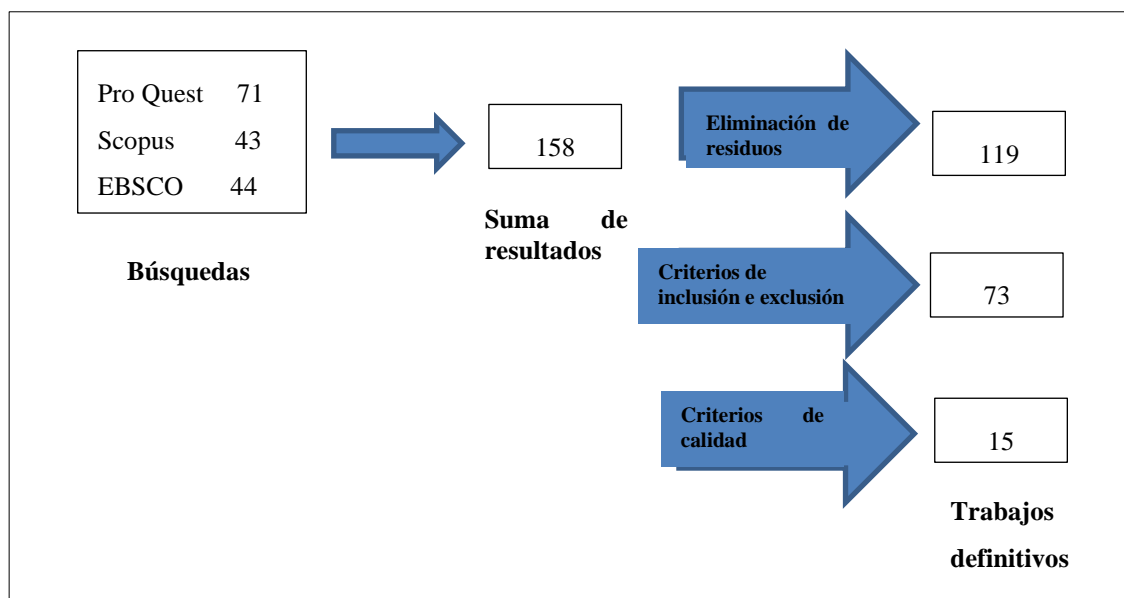 Pro Quest 71
Scopus 43
EBSCO 44
Búsquedas
158
Suma de
resultados
Eliminación de
residuos
119
Criterios de
inclusión e exclusión
73
Criterios de
calidad
15
Trabajos
definitivos